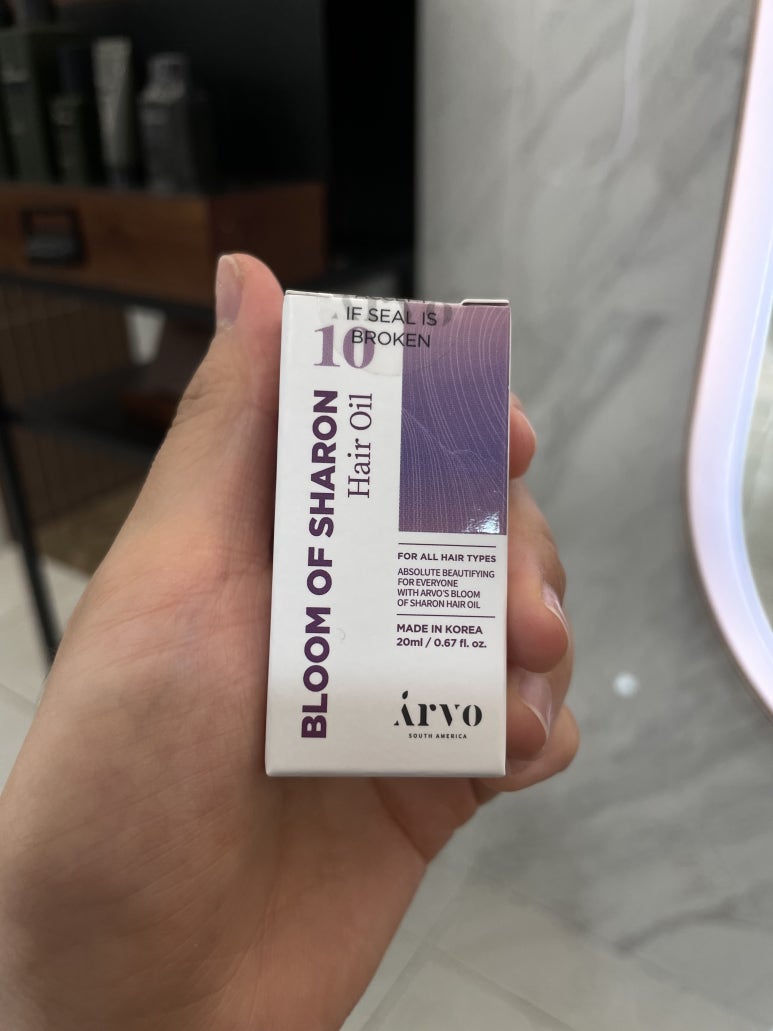 IF SEAL IS
BROKEN
10
BLOOM OF SHARON
Hair Oil
FOR ALL HAIR TYPES
ABSOLUTE BEAUTIFYING
FOR EVERYONE
WITH ARVO'S BLOOM
OF SHARON HAIR OIL
MADE IN KOREA
20ml / 0.67 fl. oz.
Árvo
SOUTH AMERICA